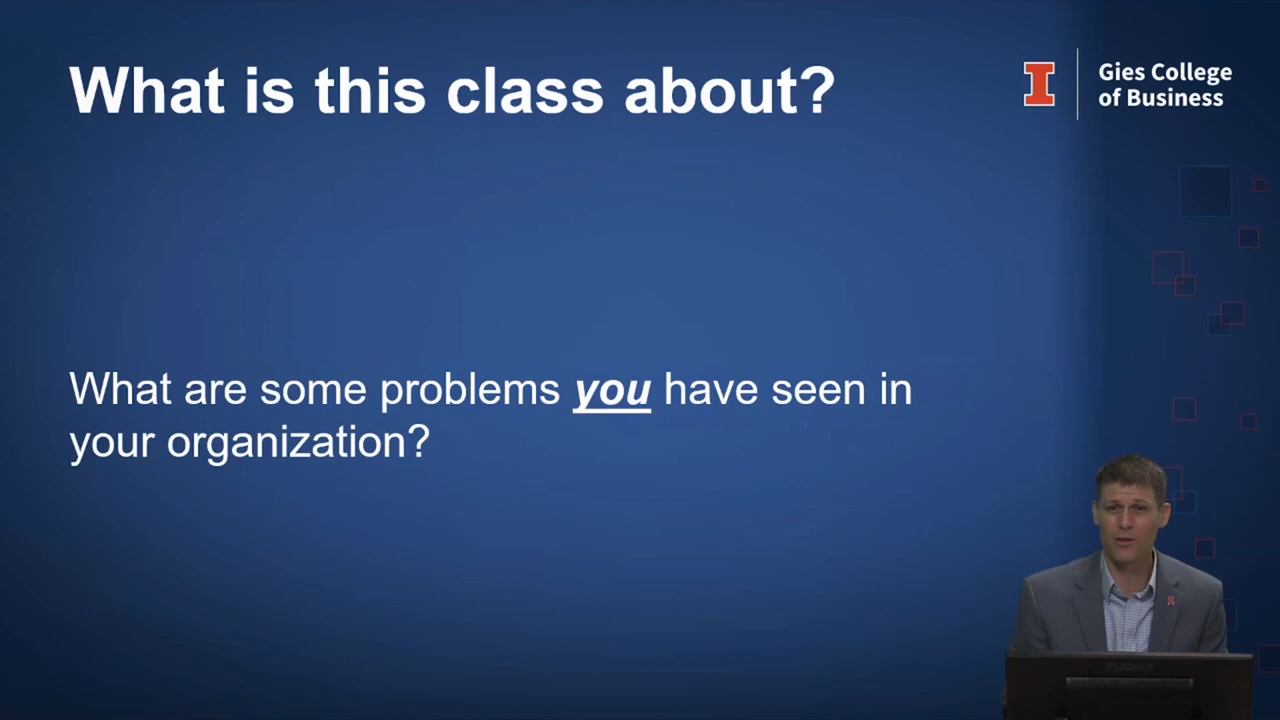 What is this class about?
Gies College
of Business
What are some problems you have seen in
your organization?